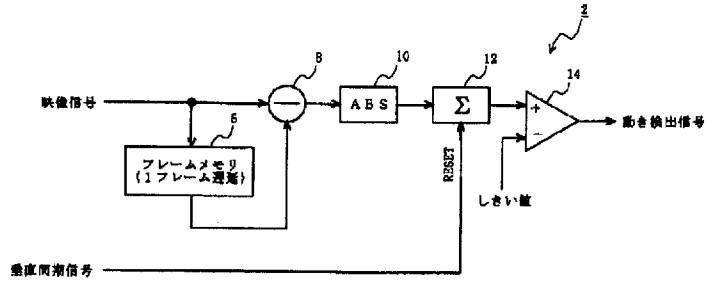 2
8
10
12
14
映像信号
ABS
Σ
+
−
動き検出信号
6
フレームメモリ
(1フレーム遅延)
RESET
しきい値
垂直同期信号